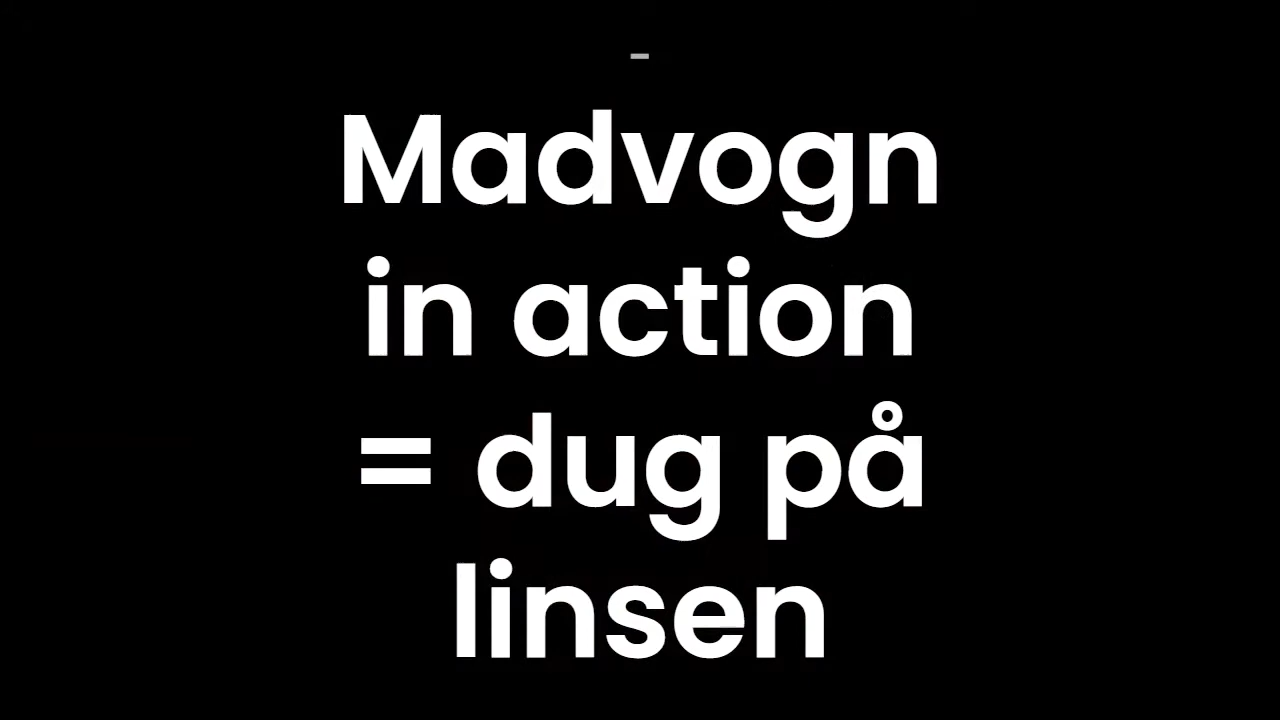 -
Madvogn
in action
= dug på
linsen